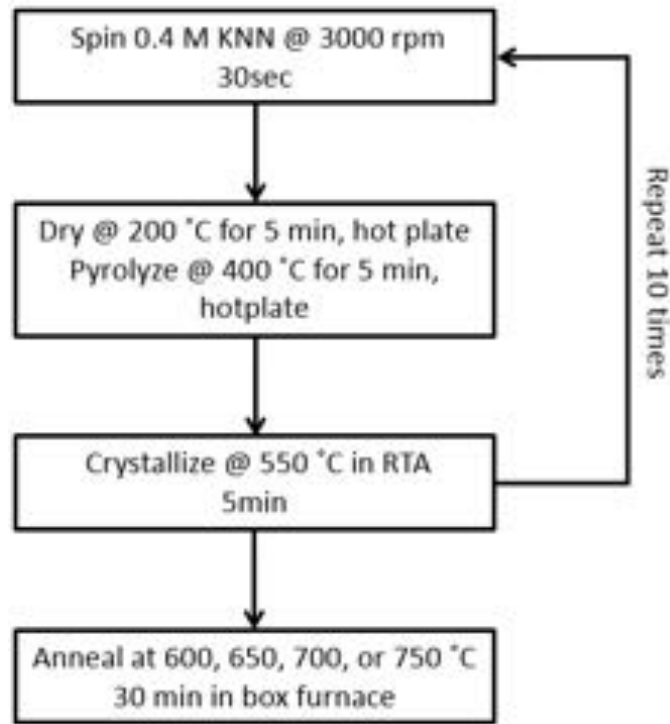 Spin 0.4 M KNN @ 3000 rpm
30sec
Dry @ 200 °C for 5 min, hot plate
Pyrolyze @ 400 °C for 5 min,
hotplate
Crystallize @ 550 °C in RTA
5min
Repeat 10 times
Anneal at 600, 650, 700, or 750 °C
30 min in box furnace